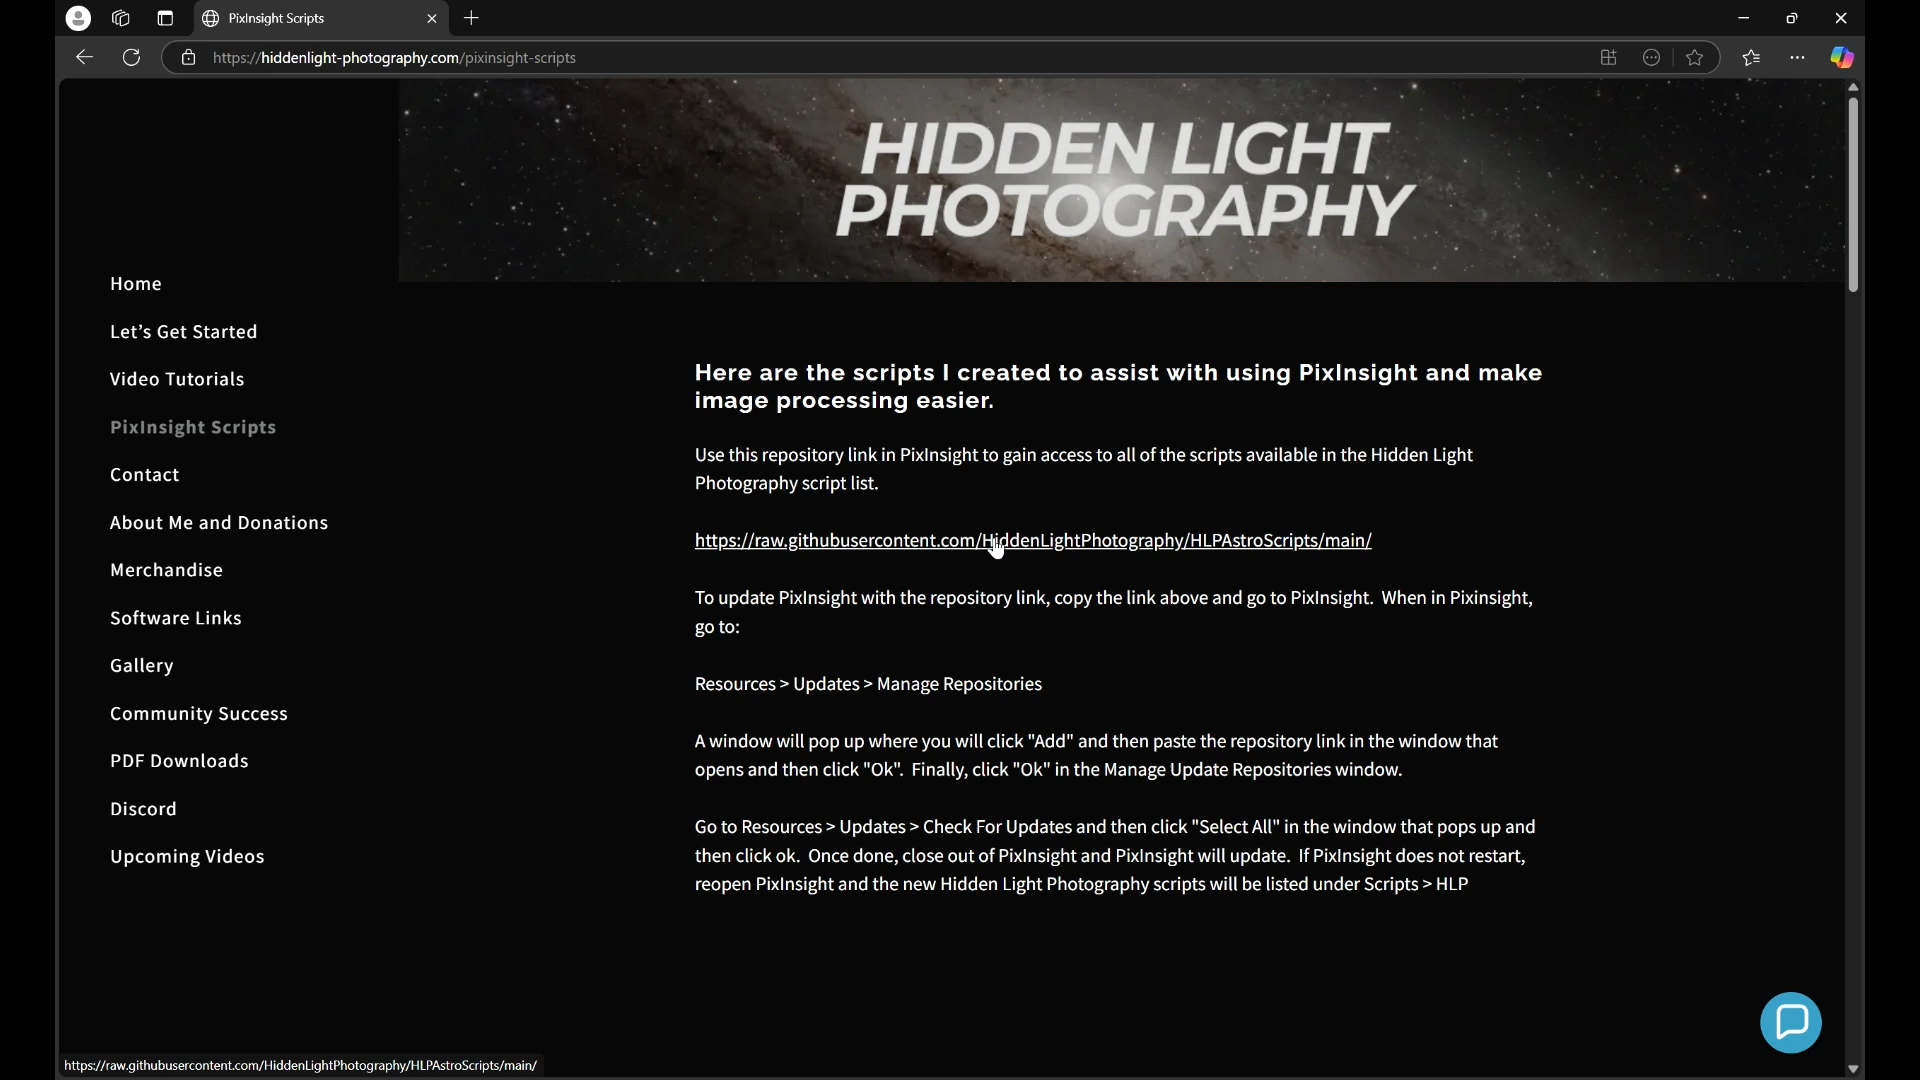 PixInsight Scripts
https://hiddenlight-photography.com/pixinsight-scripts
HIDDEN LIGHT
PHOTOGRAPHY
Home
Let's Get Started
Video Tutorials
PixInsight Scripts
Contact
About Me and Donations
Merchandise
Software Links
Gallery
Community Success
PDF Downloads
Discord
Upcoming Videos
Here are the scripts I created to assist with using PixInsight and make
image processing easier.
Use this repository link in PixInsight to gain access to all of the scripts available in the Hidden Light
Photography script list.
https://raw.githubusercontent.com/HiddenLightPhotography/HLPAstroScripts/main/
To update PixInsight with the repository link, copy the link above and go to PixInsight.  When in Pixinsight,
go to:
Resources > Updates > Manage Repositories
A window will pop up where you will click "Add" and then paste the repository link in the window that
opens and then click "Ok".  Finally, click "Ok" in the Manage Update Repositories window.
Go to Resources > Updates > Check For Updates and then click "Select All" in the window that pops up and
then click ok.  Once done, close out of PixInsight and PixInsight will update.  If PixInsight does not restart,
reopen PixInsight and the new Hidden Light Photography scripts will be listed under Scripts > HLP
https://raw.githubusercontent.com/HiddenLightPhotography/HLPAstroScripts/main/